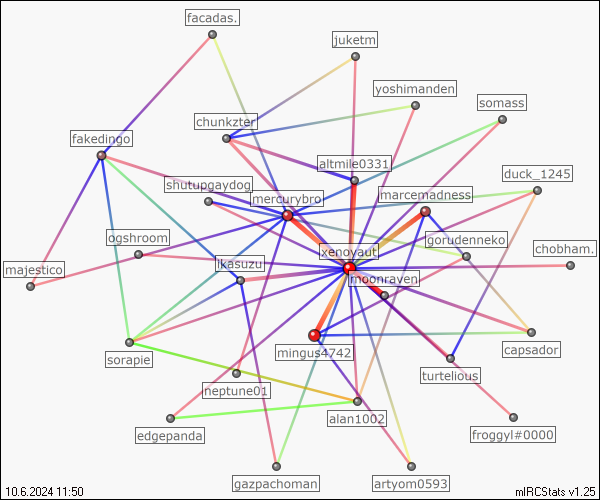 facadas.
juketm
yoshimanden
somass
chunkzter
fakedingo
altmile0331
duck_1245
shutupgaydog
mercurybro
marcemadness
ogshroom
xenoyaut
gorudenneko
chobham.
majestico
ikasuzu
moonraven
sorapie
mingus4742
capsador
neptune01
turtelious
alan1002
edgepanda
froggyl#0000
gazpachoman
artyom0593
10.6.2024 11:50
mIRCStats v1.25